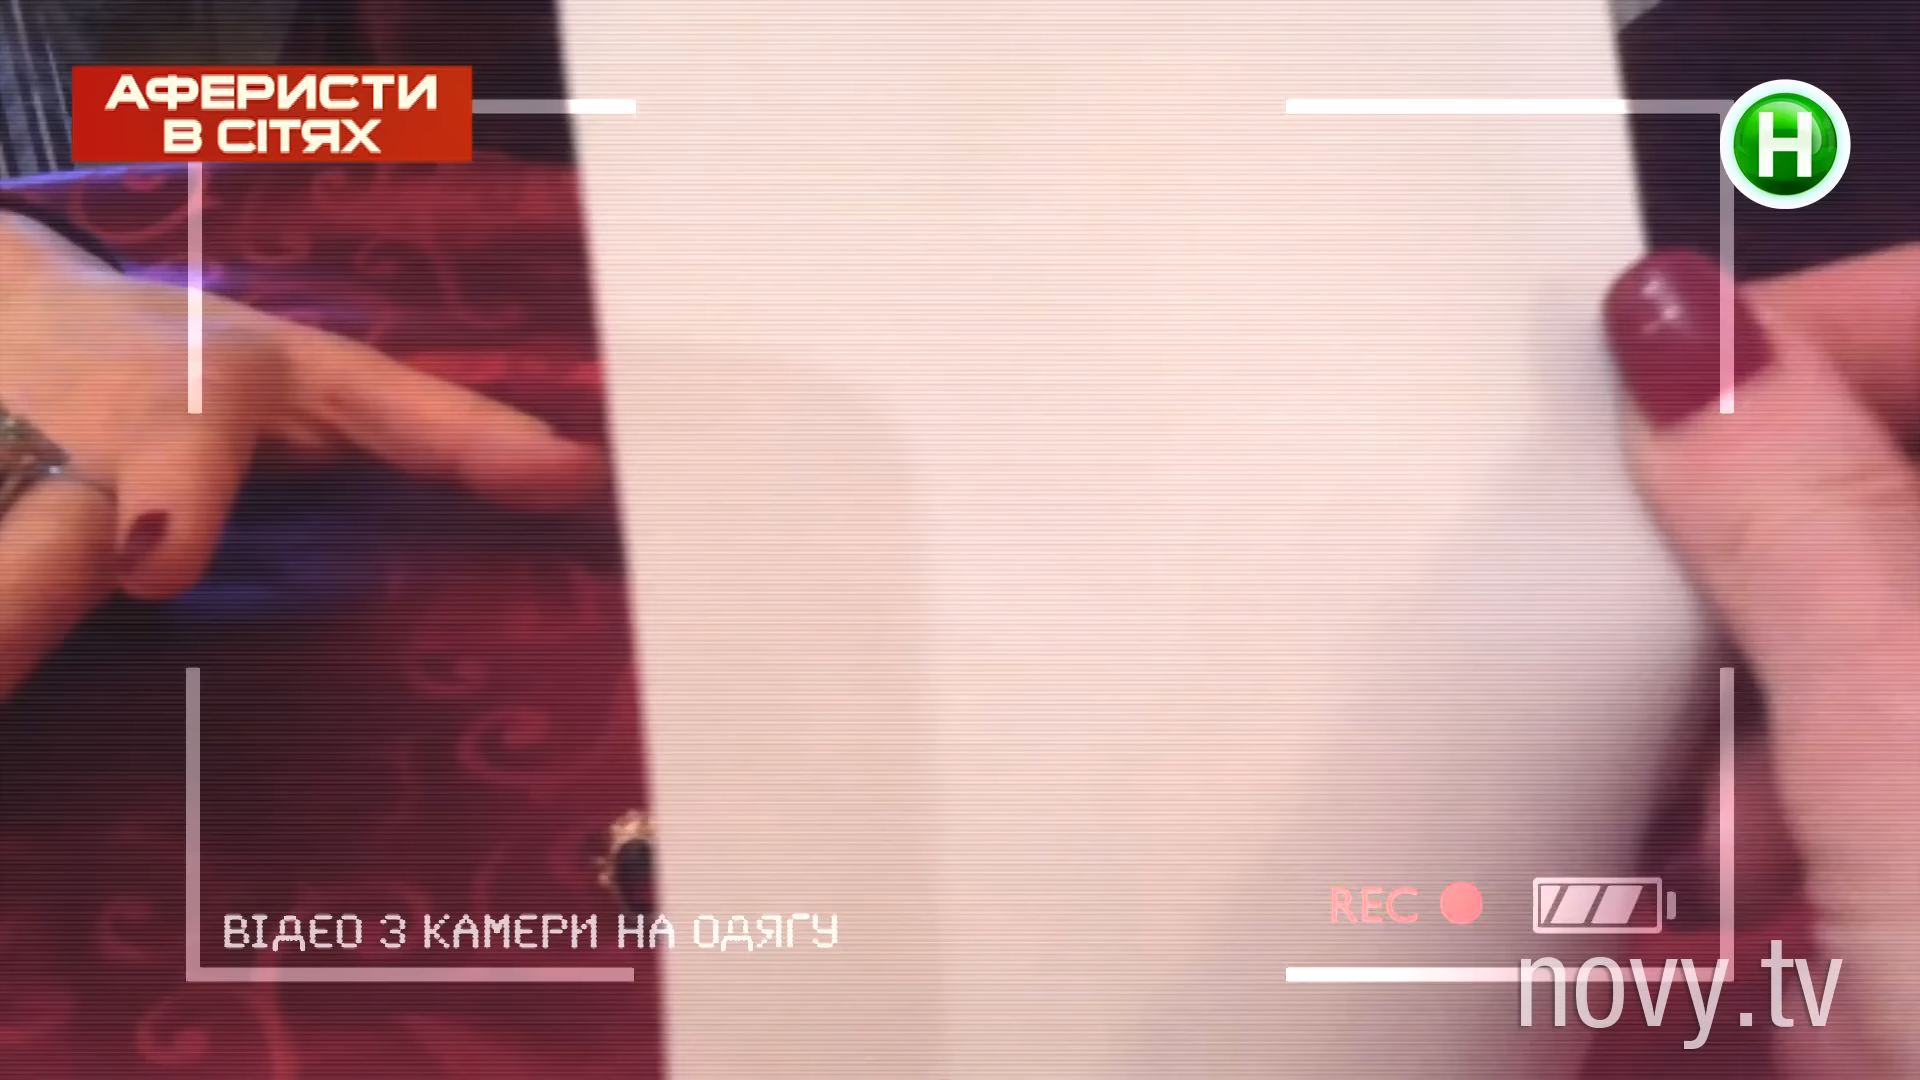 АФЕРИСТИ
В СІТЯХ
Н
ВІДЕО З КАМЕРИ НА ОДЯГУ
REC
novy.tv